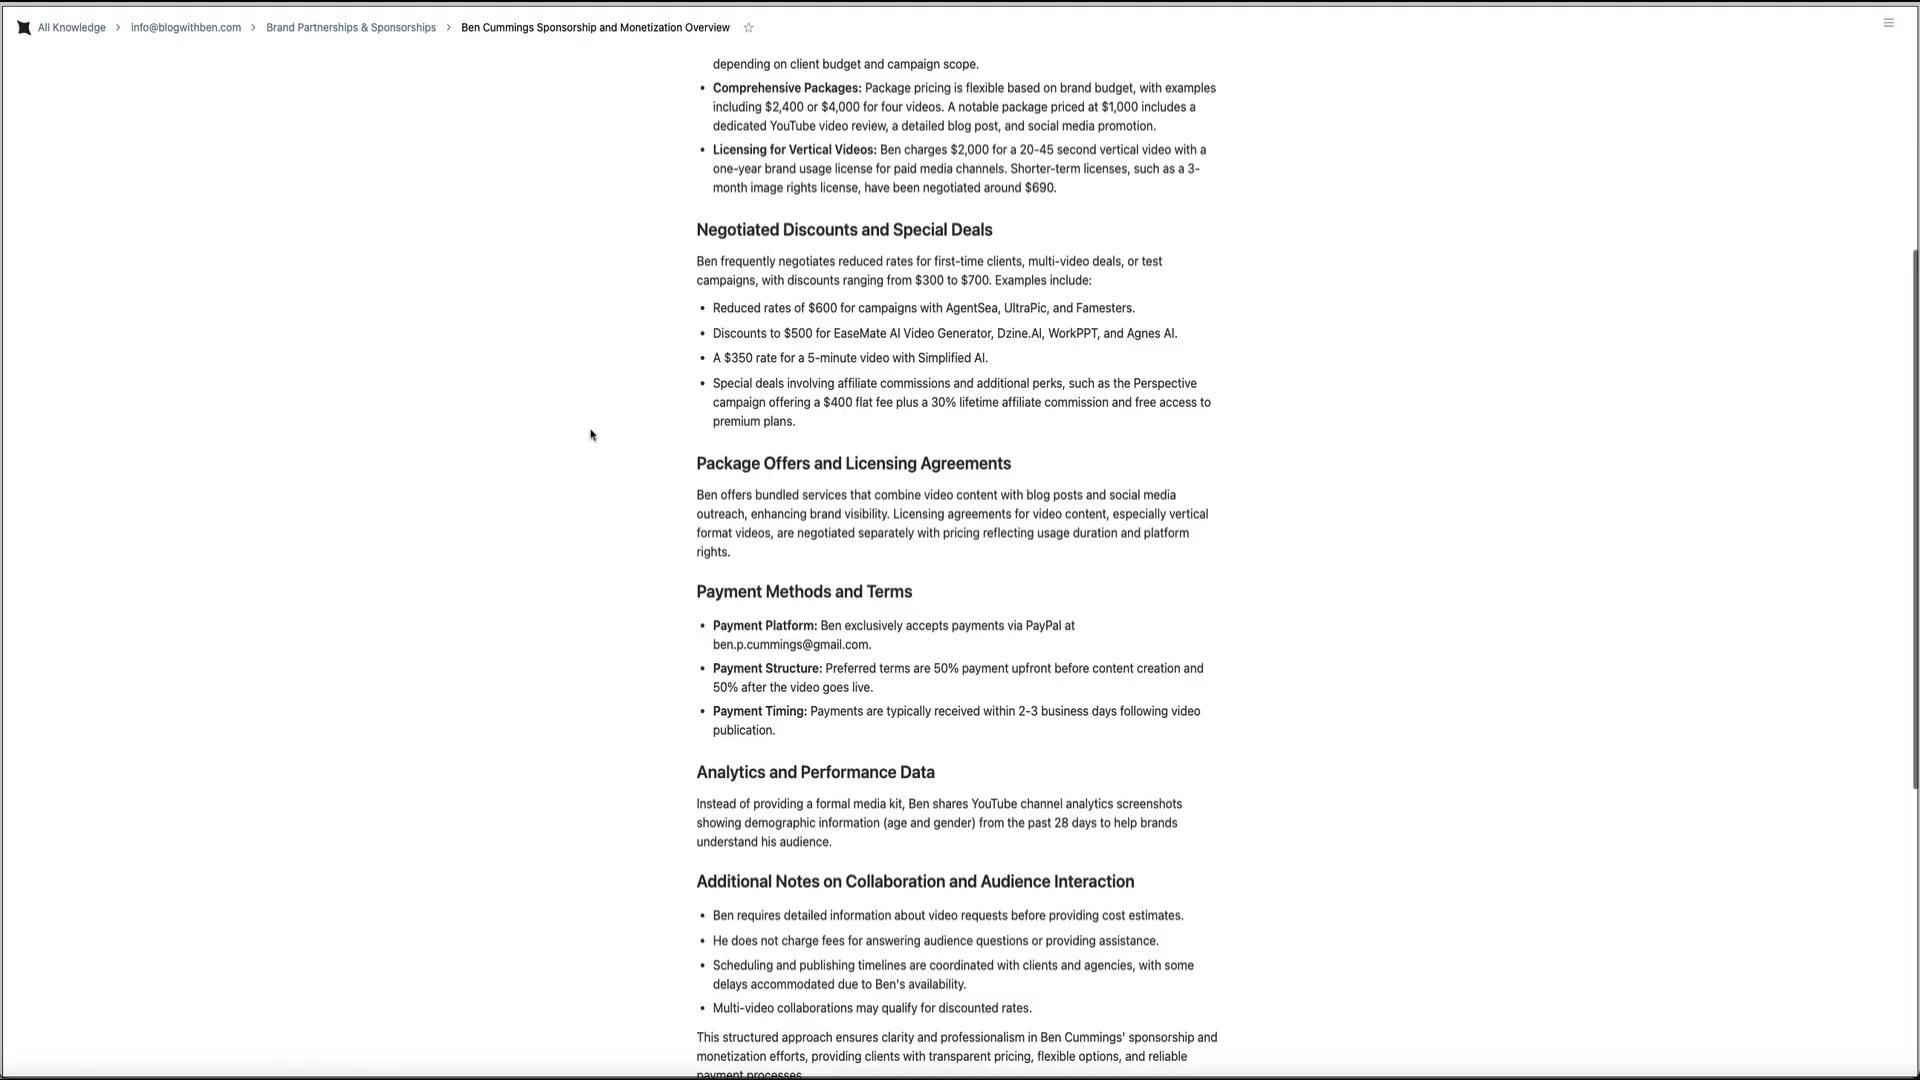 All Knowledge > info@blogwithben.com > Brand Partnerships & Sponsorships > Ben Cummings Sponsorship and Monetization Overview
depending on client budget and campaign scope.
• Comprehensive Packages: Package pricing is flexible based on brand budget, with examples
including $2,400 or $4,000 for four videos. A notable package priced at $1,000 includes a
dedicated YouTube video review, a detailed blog post, and social media promotion.
• Licensing for Vertical Videos: Ben charges $2,000 for a 20-45 second vertical video with a
one-year brand usage license for paid media channels. Shorter-term licenses, such as a 3-
month image rights license, have been negotiated around $690.
Negotiated Discounts and Special Deals
Ben frequently negotiates reduced rates for first-time clients, multi-video deals, or test
campaigns, with discounts ranging from $300 to $700. Examples include:
• Reduced rates of $600 for campaigns with AgentSea, UltraPic, and Famesters.
• Discounts to $500 for EaseMate AI Video Generator, Dzine.AI, WorkPPT, and Agnes AI.
• A $350 rate for a 5-minute video with Simplified AI.
• Special deals involving affiliate commissions and additional perks, such as the Perspective
campaign offering a $400 flat fee plus a 30% lifetime affiliate commission and free access to
premium plans.
Package Offers and Licensing Agreements
Ben offers bundled services that combine video content with blog posts and social media
outreach, enhancing brand visibility. Licensing agreements for video content, especially vertical
format videos, are negotiated separately with pricing reflecting usage duration and platform
rights.
Payment Methods and Terms
• Payment Platform: Ben exclusively accepts payments via PayPal at
ben.p.cummings@gmail.com.
• Payment Structure: Preferred terms are 50% payment upfront before content creation and
50% after the video goes live.
• Payment Timing: Payments are typically received within 2-3 business days following video
publication.
Analytics and Performance Data
Instead of providing a formal media kit, Ben shares YouTube channel analytics screenshots
showing demographic information (age and gender) from the past 28 days to help brands
understand his audience.
Additional Notes on Collaboration and Audience Interaction
• Ben requires detailed information about video requests before providing cost estimates.
• He does not charge fees for answering audience questions or providing assistance.
• Scheduling and publishing timelines are coordinated with clients and agencies, with some
delays accommodated due to Ben's availability.
• Multi-video collaborations may qualify for discounted rates.
This structured approach ensures clarity and professionalism in Ben Cummings' sponsorship and
monetization efforts, providing clients with transparent pricing, flexible options, and reliable
payment processes.